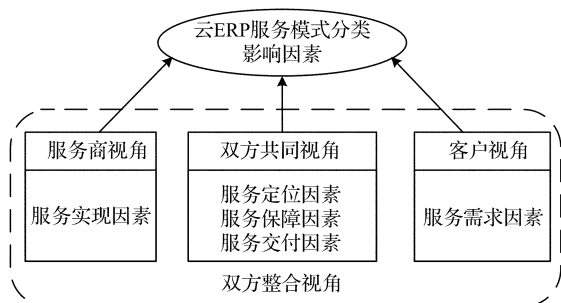 云ERP服务模式分类
影响因素
服务商视角
双方共同视角
客户视角
服务实现因素
服务定位因素
服务保障因素
服务交付因素
服务需求因素
双方整合视角